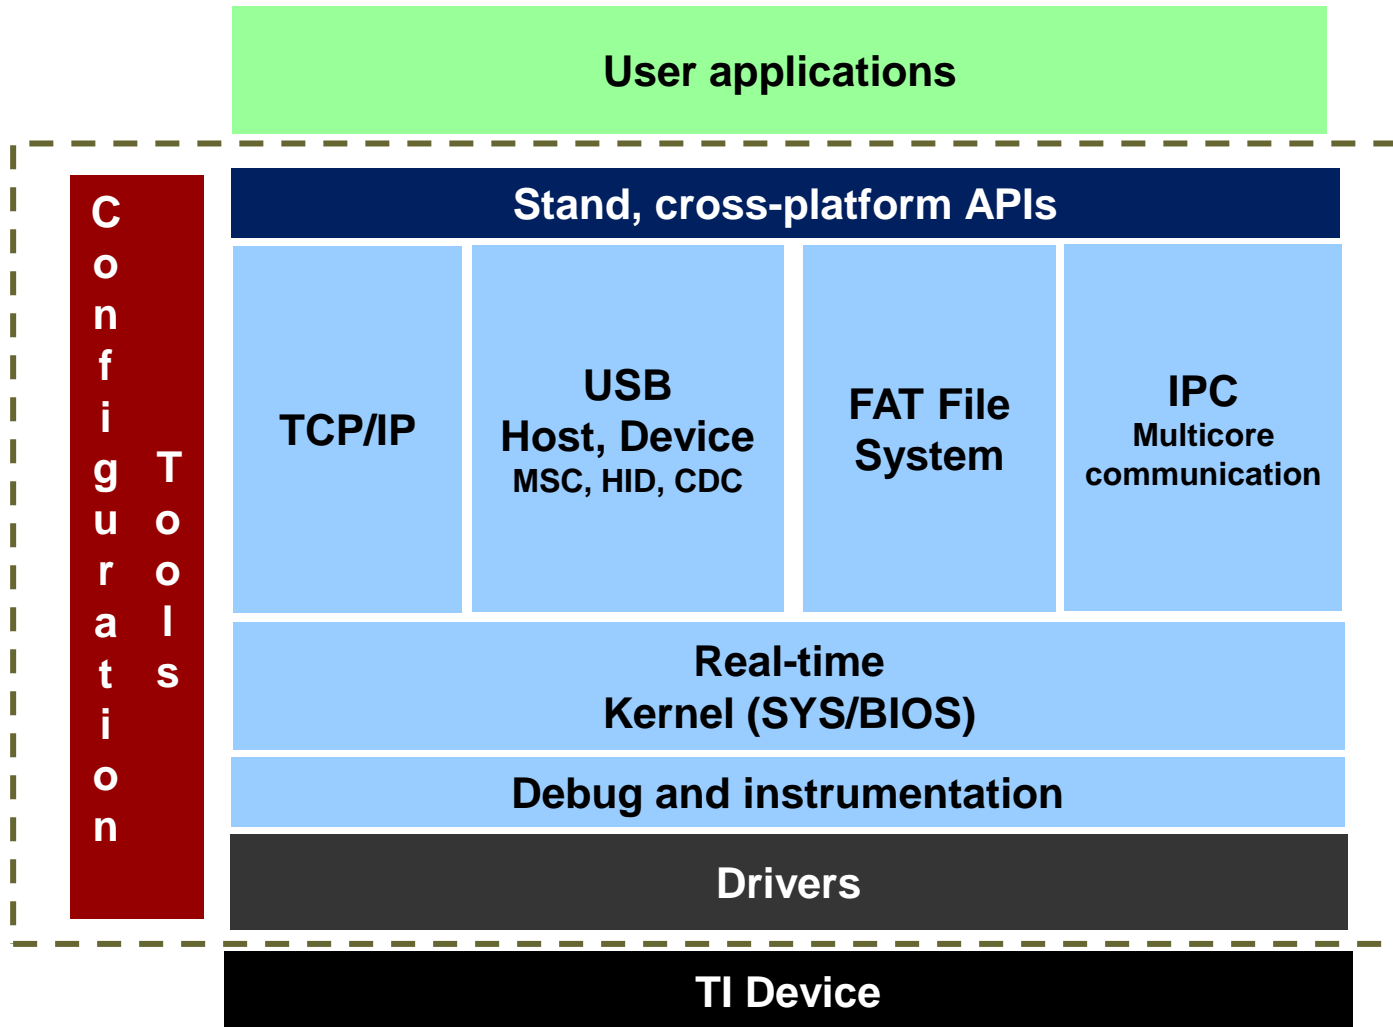 User applications
Configuration
Tools
Stand, cross-platform APIs
TCP/IP
USB
Host, Device
MSC, HID, CDC
FAT File
System
IPC
Multicore
communication
Real-time
Kernel (SYS/BIOS)
Debug and instrumentation
Drivers
TI Device